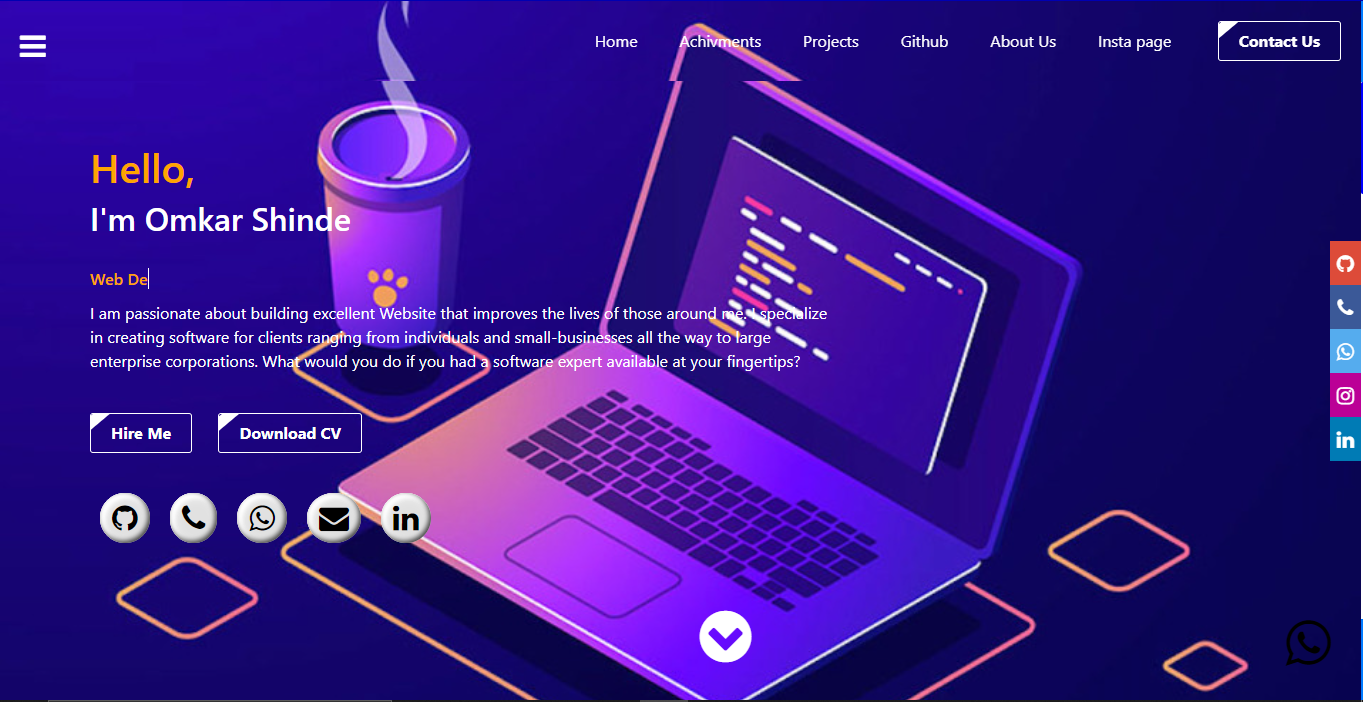 Home Achivments Projects Github About Us Insta page Contact Us
Hello,
I'm Omkar Shinde
Web De
I am passionate about building excellent Website that improves the lives of those around me. I specialize
in creating software for clients ranging from individuals and small-businesses all the way to large
enterprise corporations. What would you do if you had a software expert available at your fingertips?
Hire Me Download CV